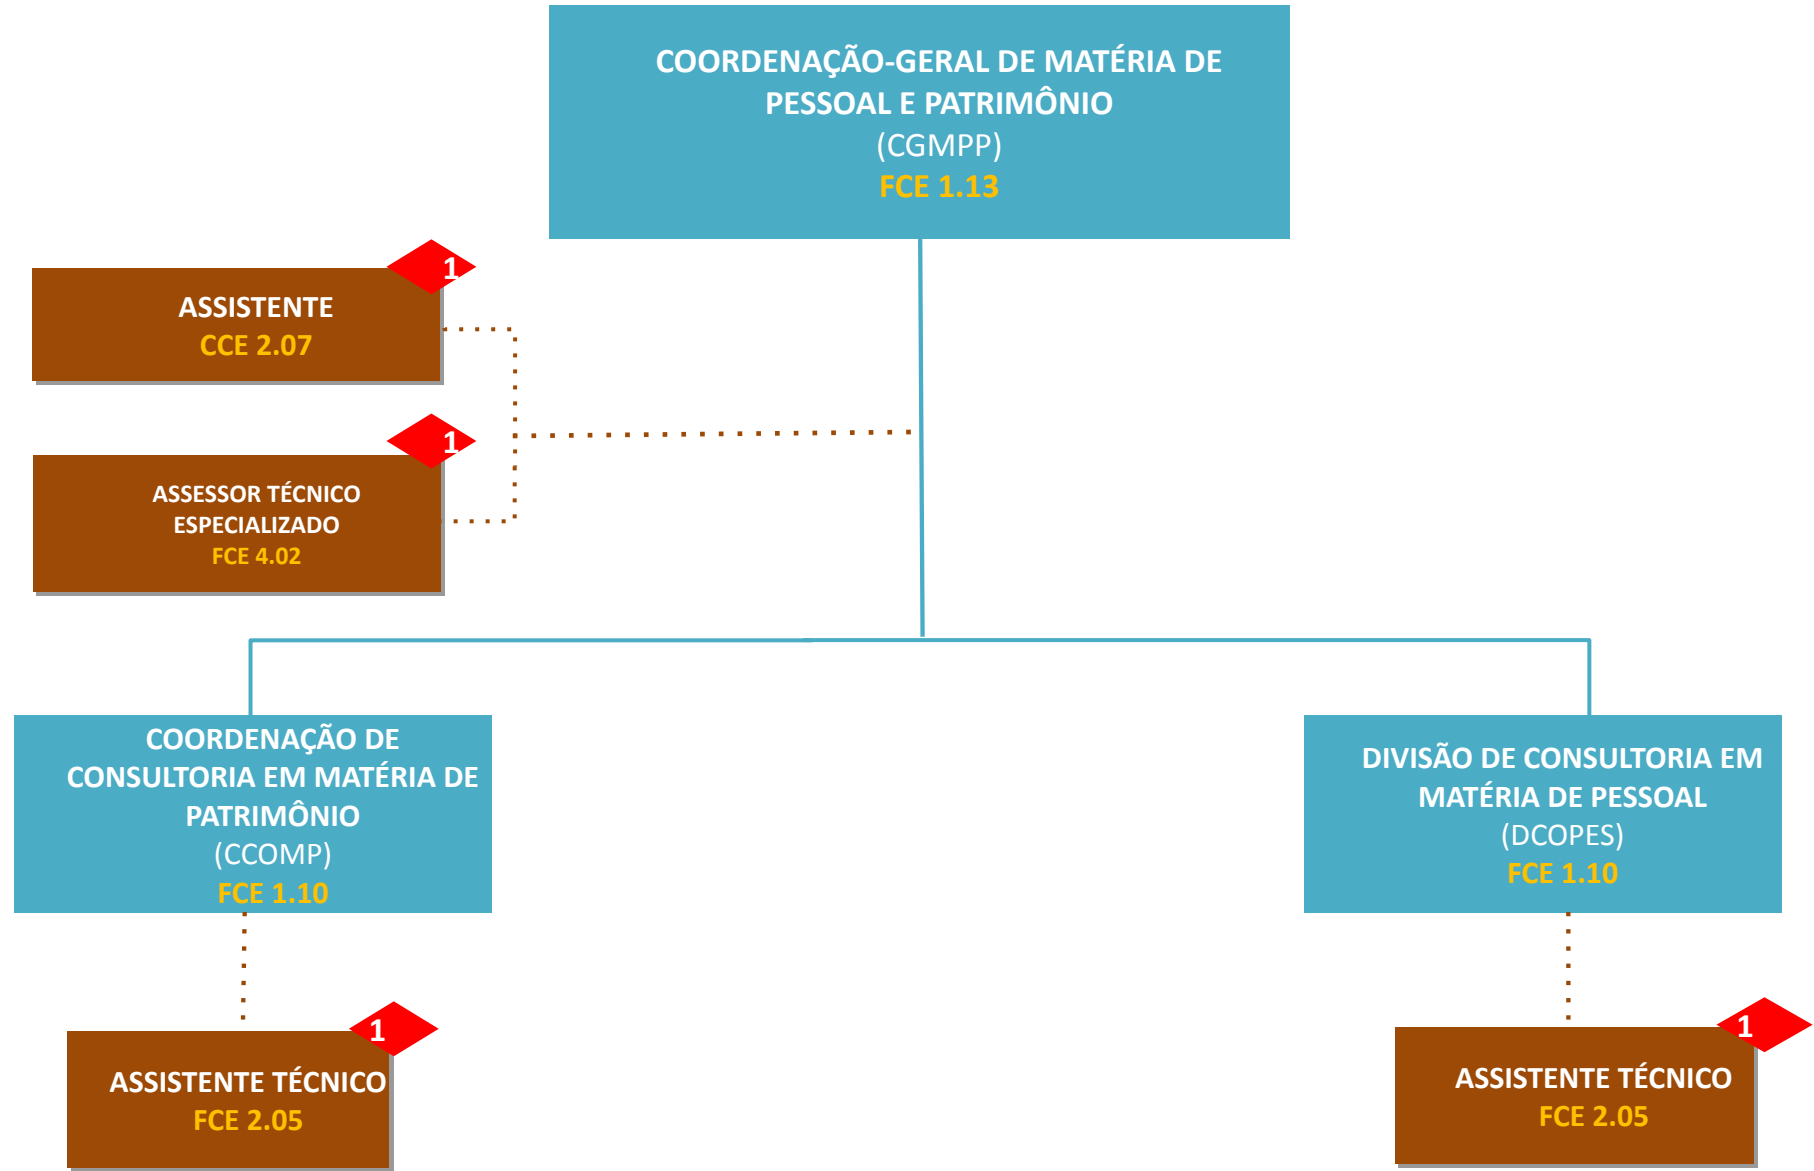 COORDENAÇÃO-GERAL DE MATÉRIA DE
PESSOAL E PATRIMÔNIO
(CGMPP)
FCE 1.13
1
ASSISTENTE
CCE 2.07
1
ASSESSOR TÉCNICO
ESPECIALIZADO
FCE 4.02
COORDENAÇÃO DE
CONSULTORIA EM MATÉRIA DE
PATRIMÔNIO
(CCOMP)
FCE 1.10
DIVISÃO DE CONSULTORIA EM
MATÉRIA DE PESSOAL
(DCOPES)
FCE 1.10
1
ASSISTENTE TÉCNICO
FCE 2.05
1
ASSISTENTE TÉCNICO
FCE 2.05